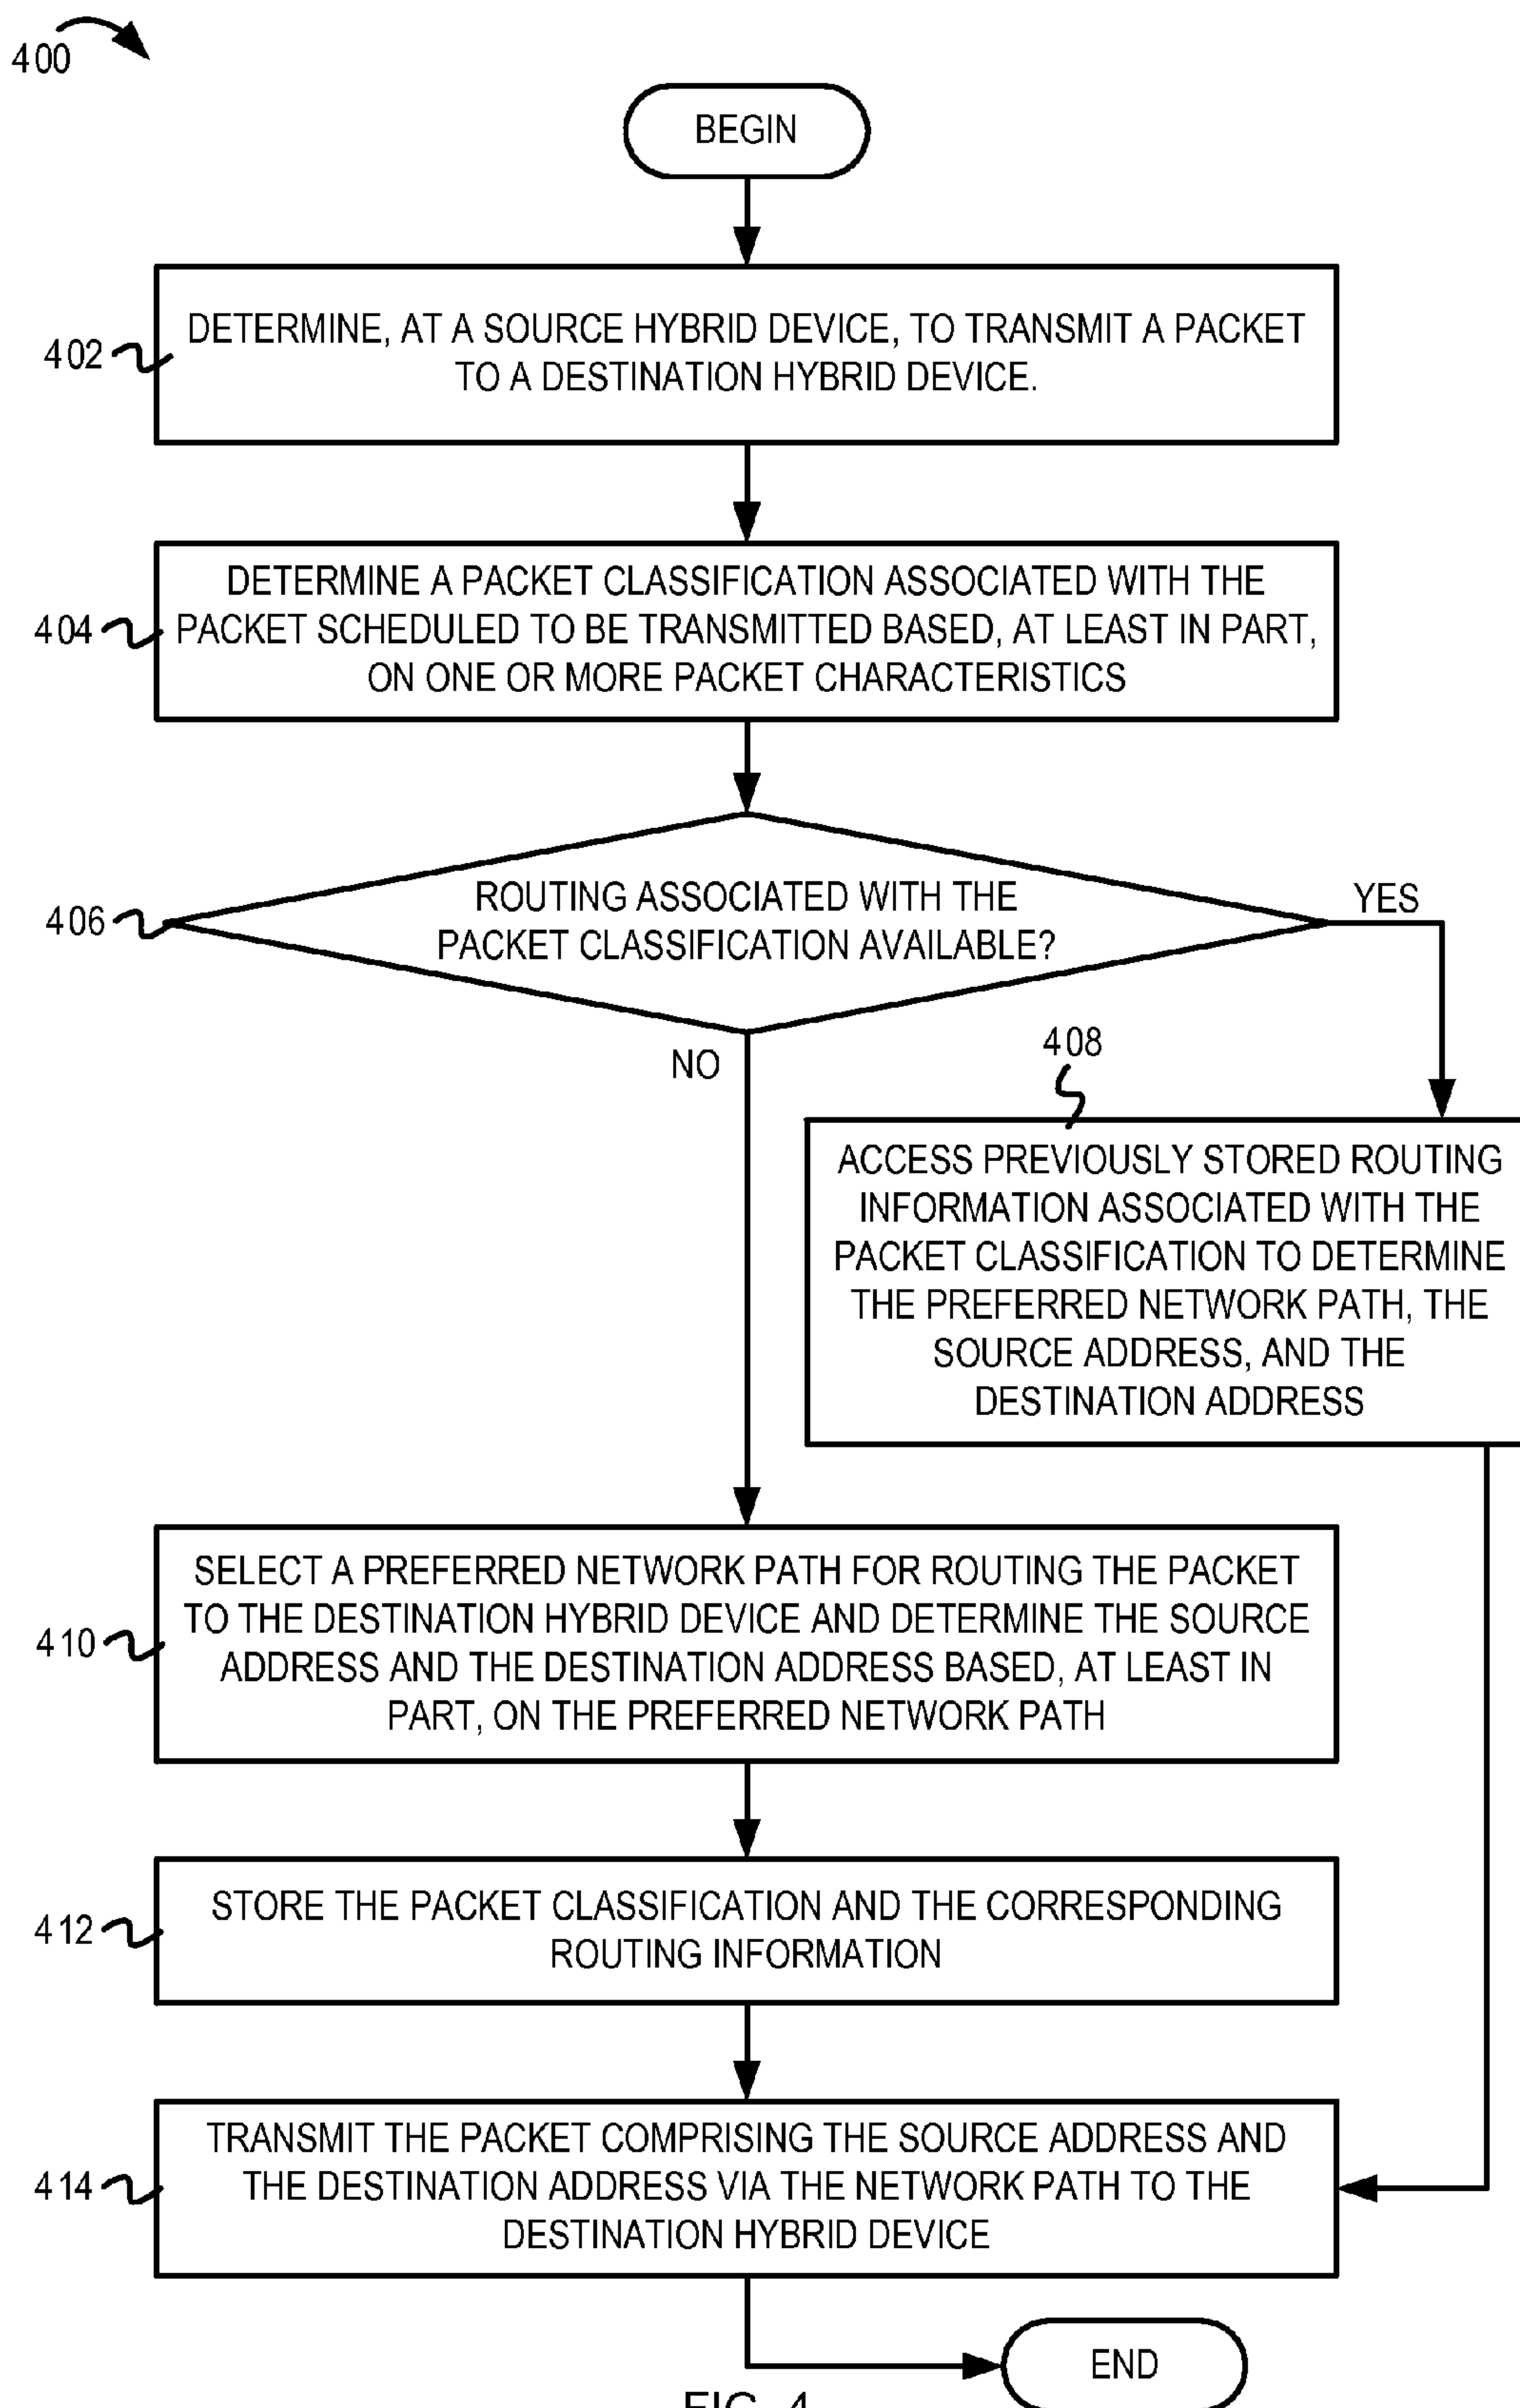 400
BEGIN
402
DETERMINE, AT A SOURCE HYBRID DEVICE, TO TRANSMIT A PACKET
TO A DESTINATION HYBRID DEVICE.
404
DETERMINE A PACKET CLASSIFICATION ASSOCIATED WITH THE
PACKET SCHEDULED TO BE TRANSMITTED BASED, AT LEAST IN PART,
ON ONE OR MORE PACKET CHARACTERISTICS
406
ROUTING ASSOCIATED WITH THE
PACKET CLASSIFICATION AVAILABLE?
YES
NO
408
ACCESS PREVIOUSLY STORED ROUTING
INFORMATION ASSOCIATED WITH THE
PACKET CLASSIFICATION TO DETERMINE
THE PREFERRED NETWORK PATH, THE
SOURCE ADDRESS, AND THE
DESTINATION ADDRESS
410
SELECT A PREFERRED NETWORK PATH FOR ROUTING THE PACKET
TO THE DESTINATION HYBRID DEVICE AND DETERMINE THE SOURCE
ADDRESS AND THE DESTINATION ADDRESS BASED, AT LEAST IN
PART, ON THE PREFERRED NETWORK PATH
412
STORE THE PACKET CLASSIFICATION AND THE CORRESPONDING
ROUTING INFORMATION
414
TRANSMIT THE PACKET COMPRISING THE SOURCE ADDRESS AND
THE DESTINATION ADDRESS VIA THE NETWORK PATH TO THE
DESTINATION HYBRID DEVICE
END
FIG. 4